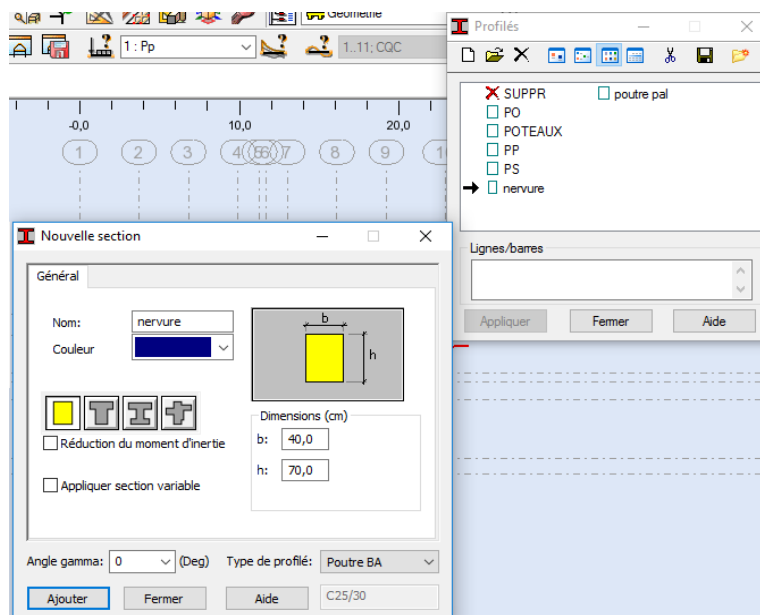 Géométrie
Profilés
1 : Pp
1..11; CQC
SUPPR
poutre pal
PO
POTEAUX
PP
PS
nervure
-0,0
10,0
20,0
1 2 3 4 5 6 7 8 9
Lignes/barres
Appliquer Fermer Aide
Nouvelle section
Général
Nom: nervure
Couleur
b
h
Réduction du moment d'inertie
Appliquer section variable
Dimensions (cm)
b: 40,0
h: 70,0
Angle gamma: 0 (Deg) Type de profilé: Poutre BA
Ajouter Fermer Aide C25/30